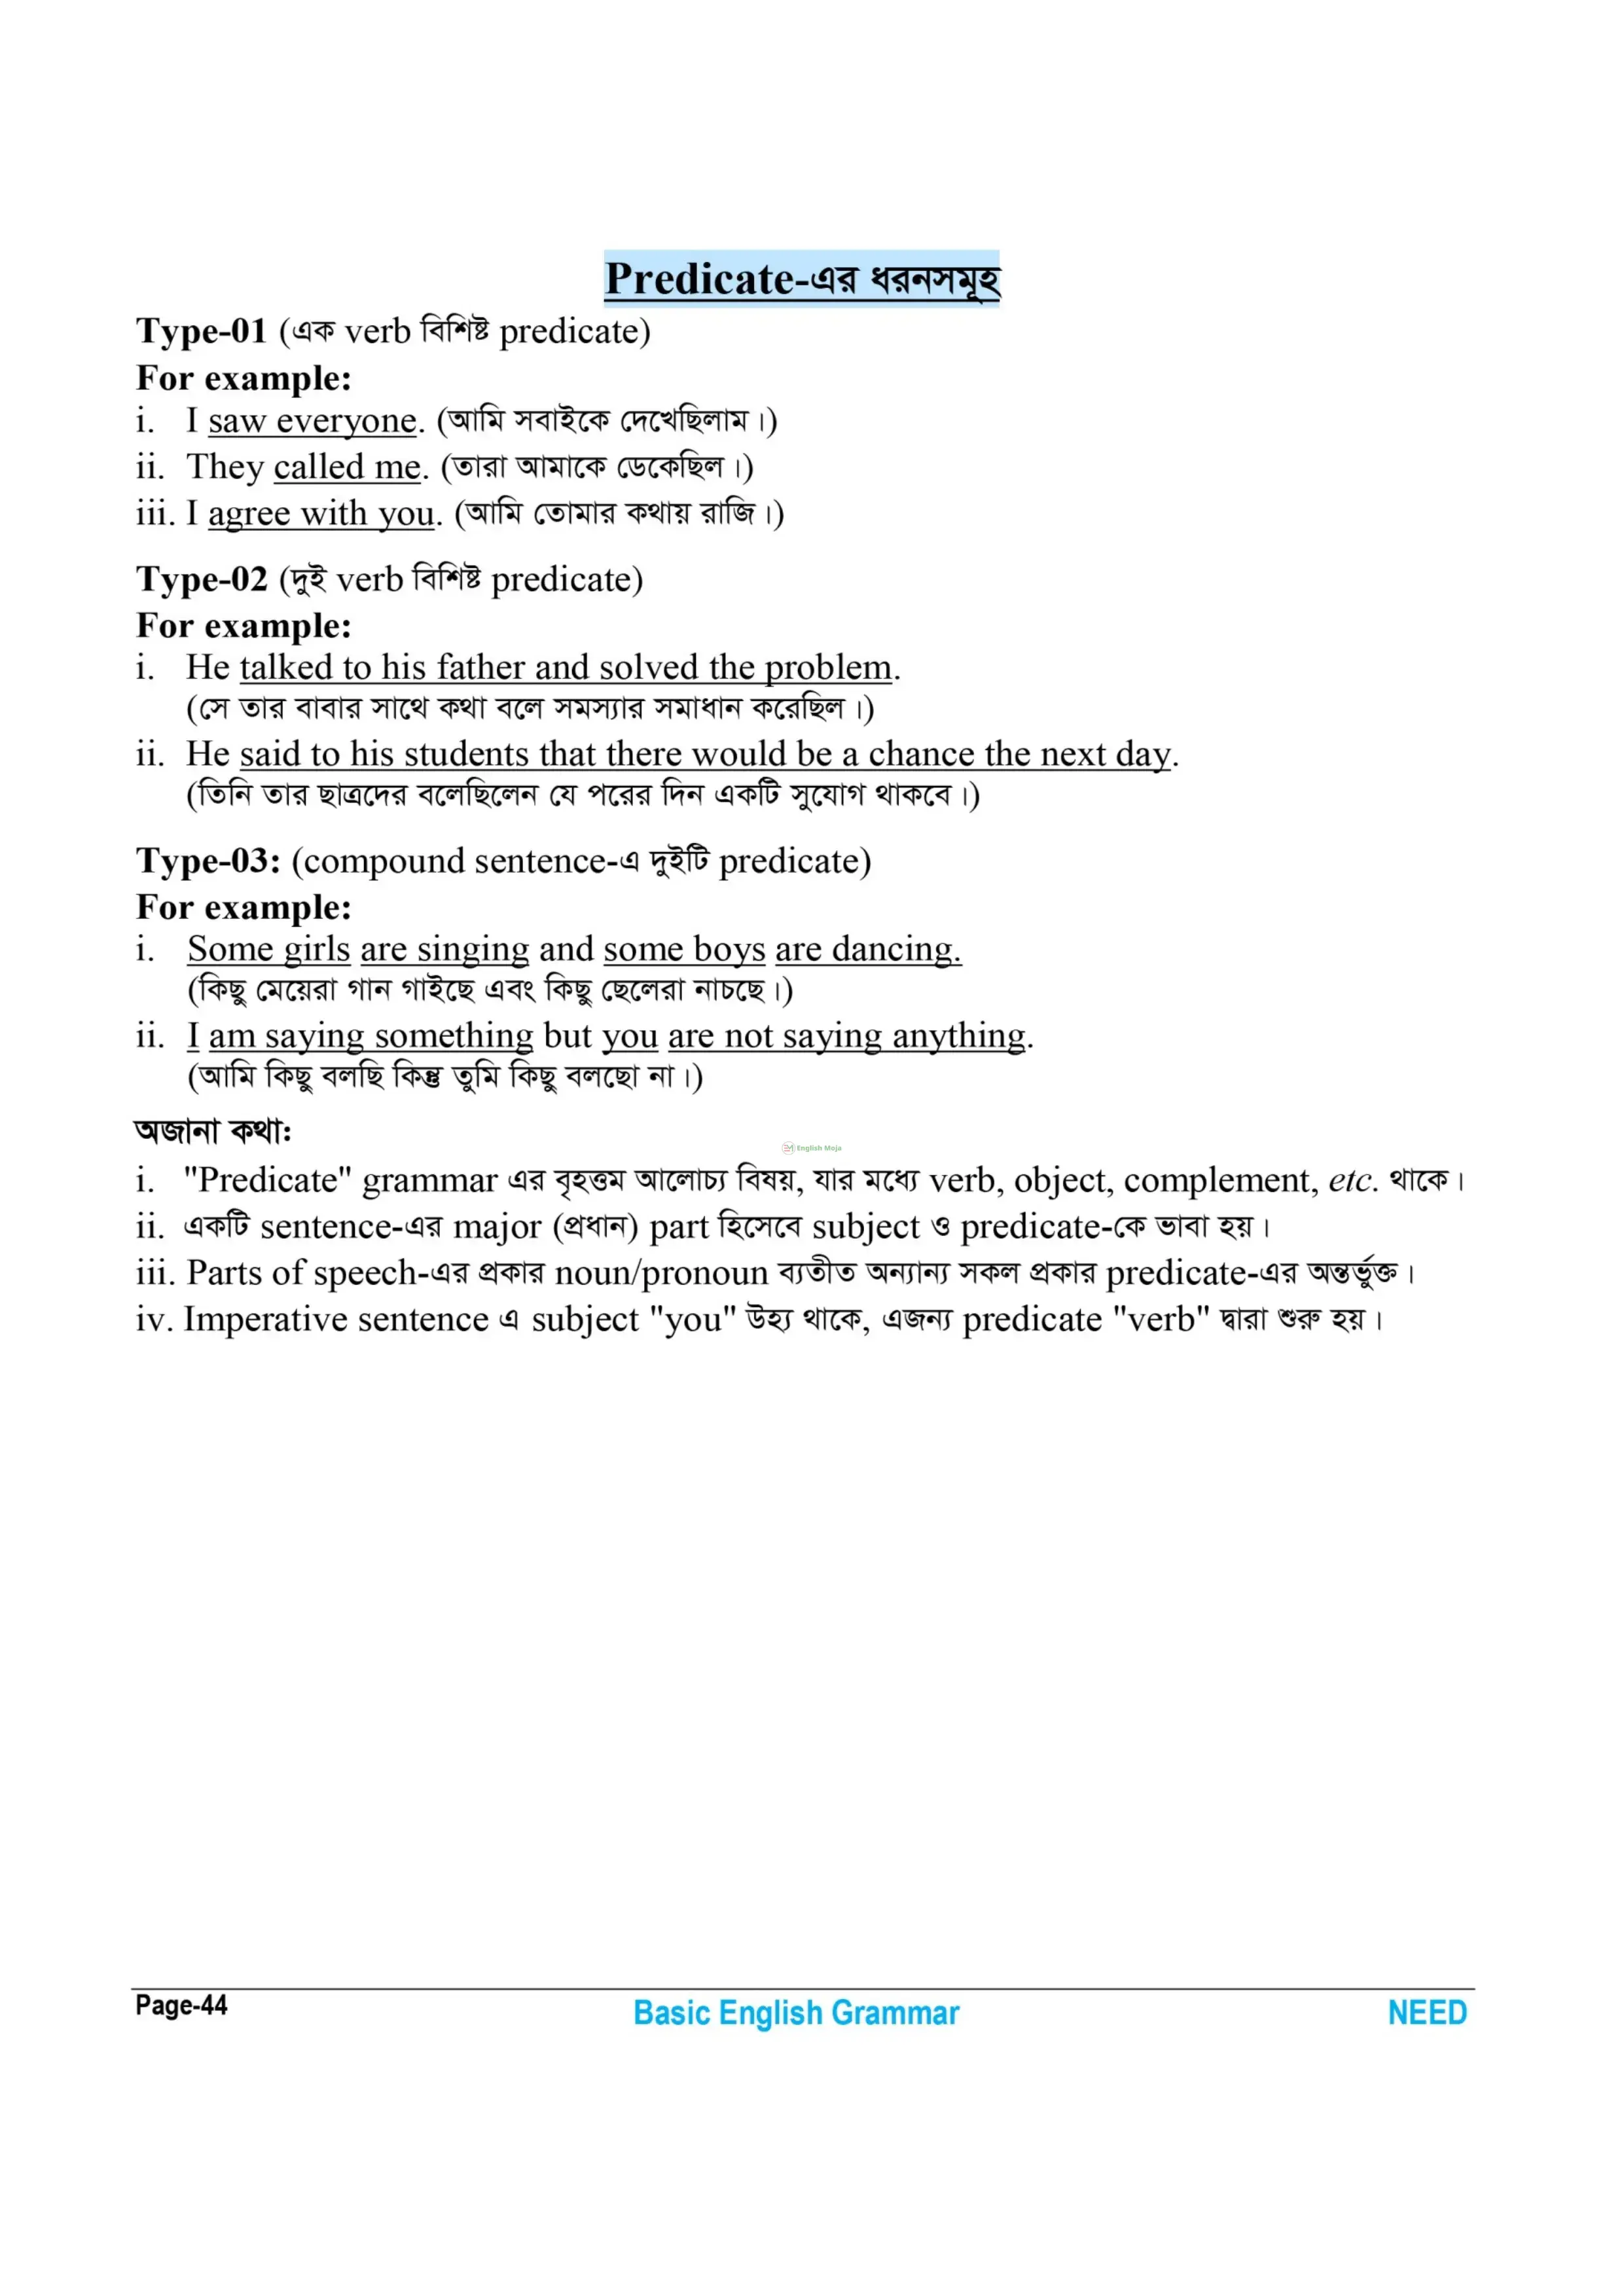 Predicate-এর ধরনসমূহ
Type-01 (এক verb বিশিষ্ট predicate)
For example:
i. I saw everyone. (আমি সবাইকে দেখেছিলাম।)
ii. They called me. (তারা আমাকে ডেকেছিল।)
iii. I agree with you. (আমি তোমার কথায় রাজি।)
Type-02 (দুই verb বিশিষ্ট predicate)
For example:
i. He talked to his father and solved the problem.
(সে তার বাবার সাথে কথা বলে সমস্যার সমাধান করেছিল।)
ii. He said to his students that there would be a chance the next day.
(তিনি তার ছাত্রদের বলেছিলেন যে পরের দিন একটি সুযোগ থাকবে।)
Type-03: (compound sentence-এ দুইটি predicate)
For example:
i. Some girls are singing and some boys are dancing.
(কিছু মেয়েরা গান গাইছে এবং কিছু ছেলেরা নাচছে।)
ii. I am saying something but you are not saying anything.
(আমি কিছু বলছি কিন্তু তুমি কিছু বলছো না।)
অজানা কথা:
English Moja
i. "Predicate" grammar এর বৃহত্তম আলোচ্য বিষয়, যার মধ্যে verb, object, complement, etc. থাকে।
ii. একটি sentence-এর major (প্রধান) part হিসেবে subject ও predicate-কে ভাবা হয়।
iii. Parts of speech-এর প্রকার noun/pronoun ব্যতীত অন্যান্য সকল প্রকার predicate-এর অন্তর্ভুক্ত।
iv. Imperative sentence এ subject "you" উহ্য থাকে, এজন্য predicate "verb" দ্বারা শুরু হয়।
Page-44 Basic English Grammar NEED